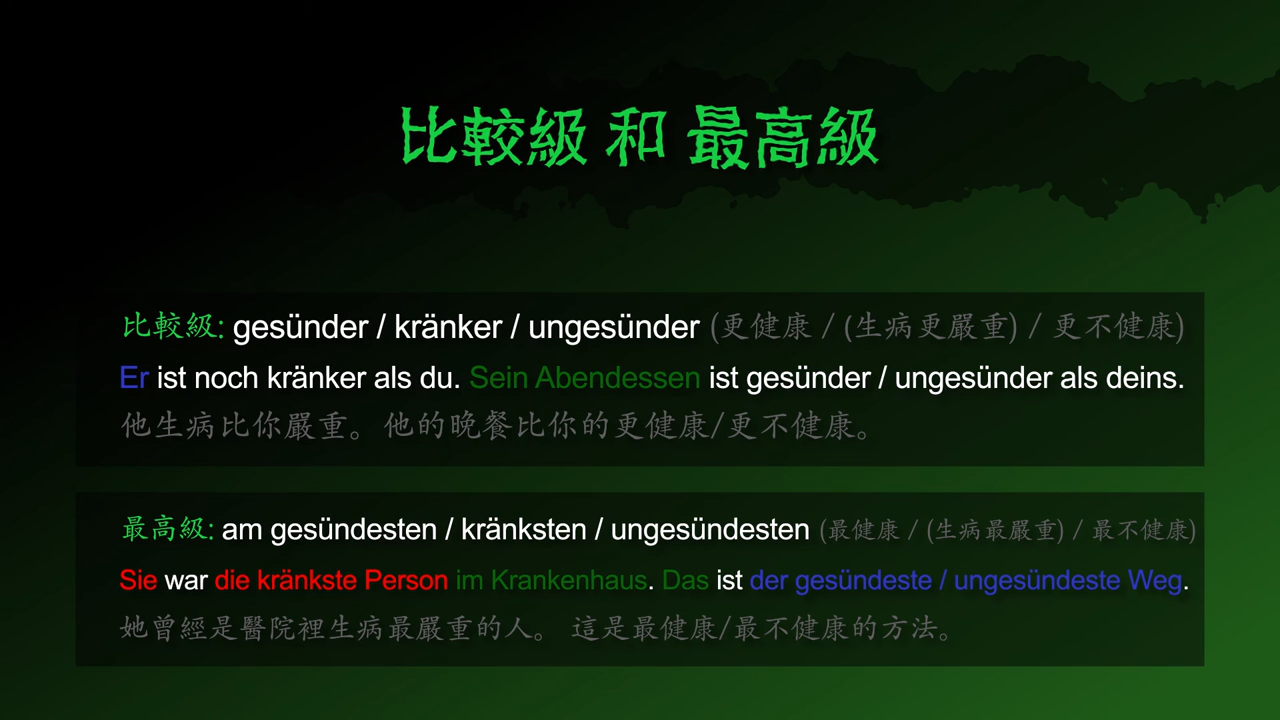 比較級 和 最高級
比較級: gesünder / kränker / ungesünder (更健康 / (生病更嚴重) / 更不健康)
Er ist noch kränker als du. Sein Abendessen ist gesünder / ungesünder als deins.
他生病比你嚴重。他的晚餐比你的更健康/更不健康。
最高級: am gesündesten / kränksten / ungesündesten (最健康 / (生病最嚴重) / 最不健康)
Sie war die kränkste Person im Krankenhaus. Das ist der gesündeste / ungesündeste Weg.
她曾經是醫院裡生病最嚴重的人。 這是最健康/最不健康的方法。